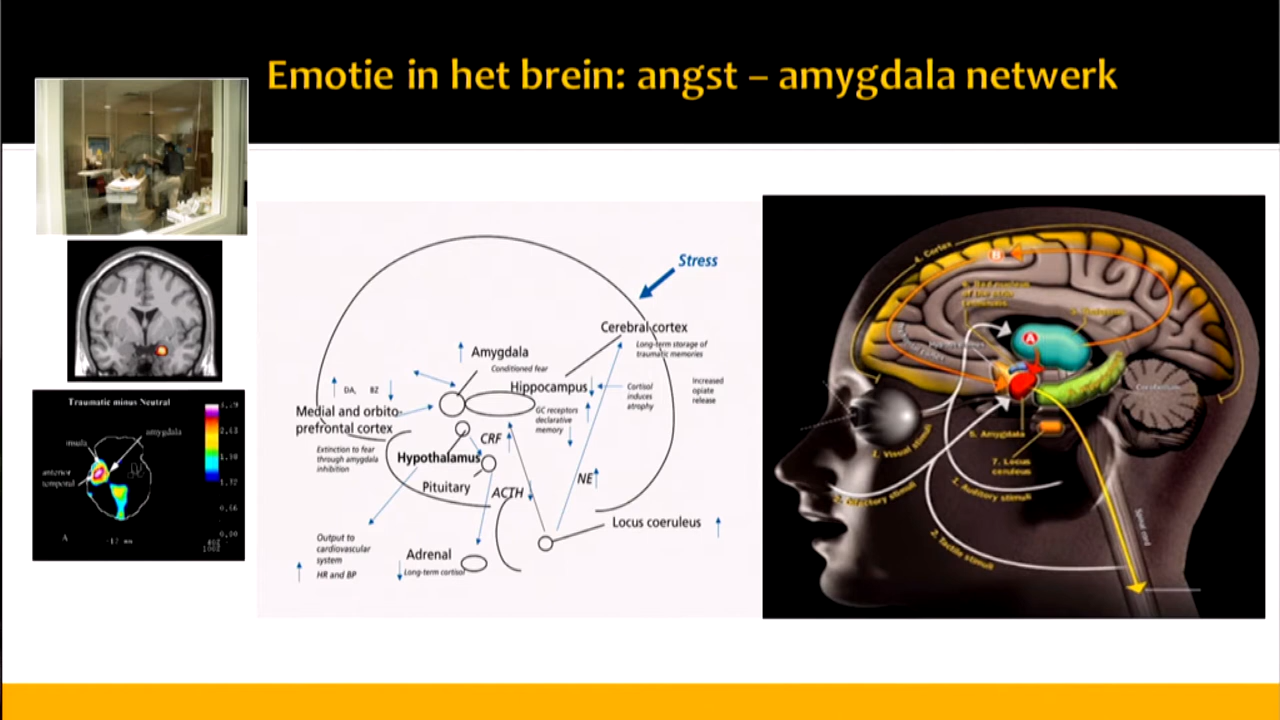 Emotie in het brein: angst – amygdala netwerk
Traumatic minus Neutral
insula
amygdala
anterior
temporal
A
Stress
Cerebral cortex
Long-term storage of
traumatic memories
Amygdala
Conditioned fear
DA,
BZ
Hippocampus
Cortisol
induces
atrophy
Increased
opiate
release
Medial and orbito-
prefrontal cortex
GC receptors
declarative
memory
Extinction to fear
through amygdala
inhibition
CRF
Hypothalamus
Pituitary
ACTH
NE
Locus coeruleus
Output to
cardiovascular
system
HR and BP
Adrenal
Long-term cortisol
4. Cortex
B
A
Cerebellum
5. Amygdala
7. Locus
ceruleus
1. Visual stimuli
2. Olfactory stimuli
1. Auditory stimuli
2. Tactile stimuli
Spinal cord